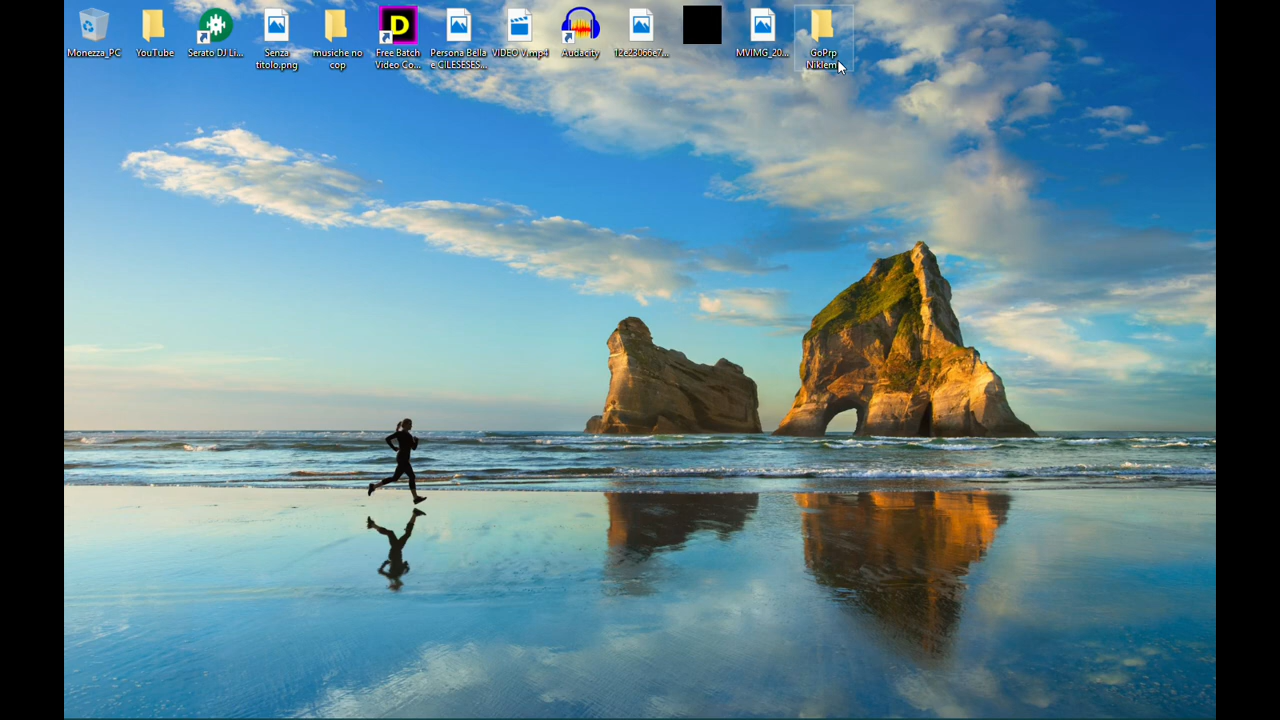 Monezza_PC
YouTube
Serato DJ Li...
Senza
titolo.png
musiche no
cop
Free Batch
Video Co...
Persona Bella
e CILESESES...
VIDEO V.mp4
Audacity
MVIMG_20...
GoPrp
Niklem